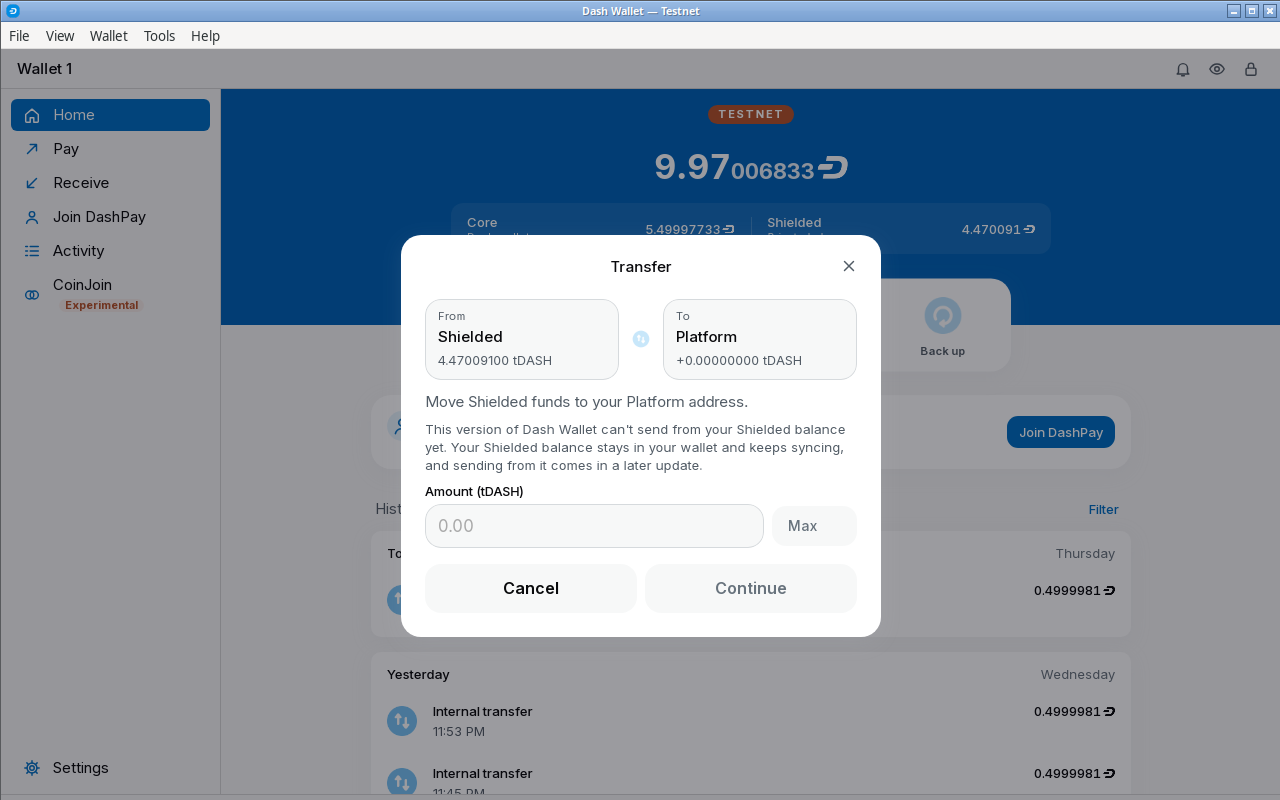 Dash Wallet — Testnet
File View Wallet Tools Help
Wallet 1
Home
Pay
Receive
Join DashPay
Activity
CoinJoin
Experimental
Settings
TESTNET
9.97006833
Core
5.49997733
Shielded
4.470091
Back up
Join DashPay
Transfer
From
Shielded
4.47009100 tDASH
To
Platform
+0.00000000 tDASH
Move Shielded funds to your Platform address.
This version of Dash Wallet can't send from your Shielded balance
yet. Your Shielded balance stays in your wallet and keeps syncing,
and sending from it comes in a later update.
Amount (tDASH)
0.00
Max
Cancel
Continue
Filter
Thursday
0.4999981
Yesterday
Wednesday
Internal transfer
0.4999981
11:53 PM
Internal transfer
0.4999981
11:45 PM